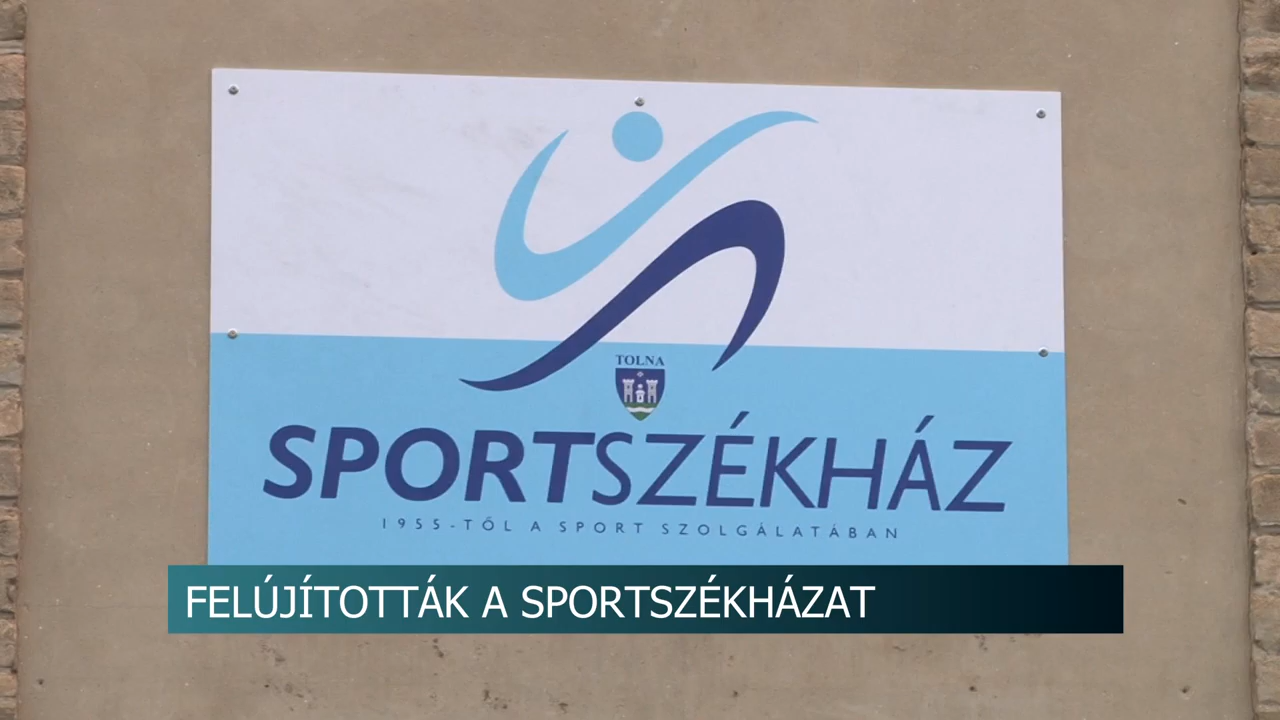 TOLNA
SPORTSZÉKHÁZ
1955-TŐL A SPORT SZOLGÁLATÁBAN
FELÚJÍTOTTÁK A SPORTSZÉKHÁZAT